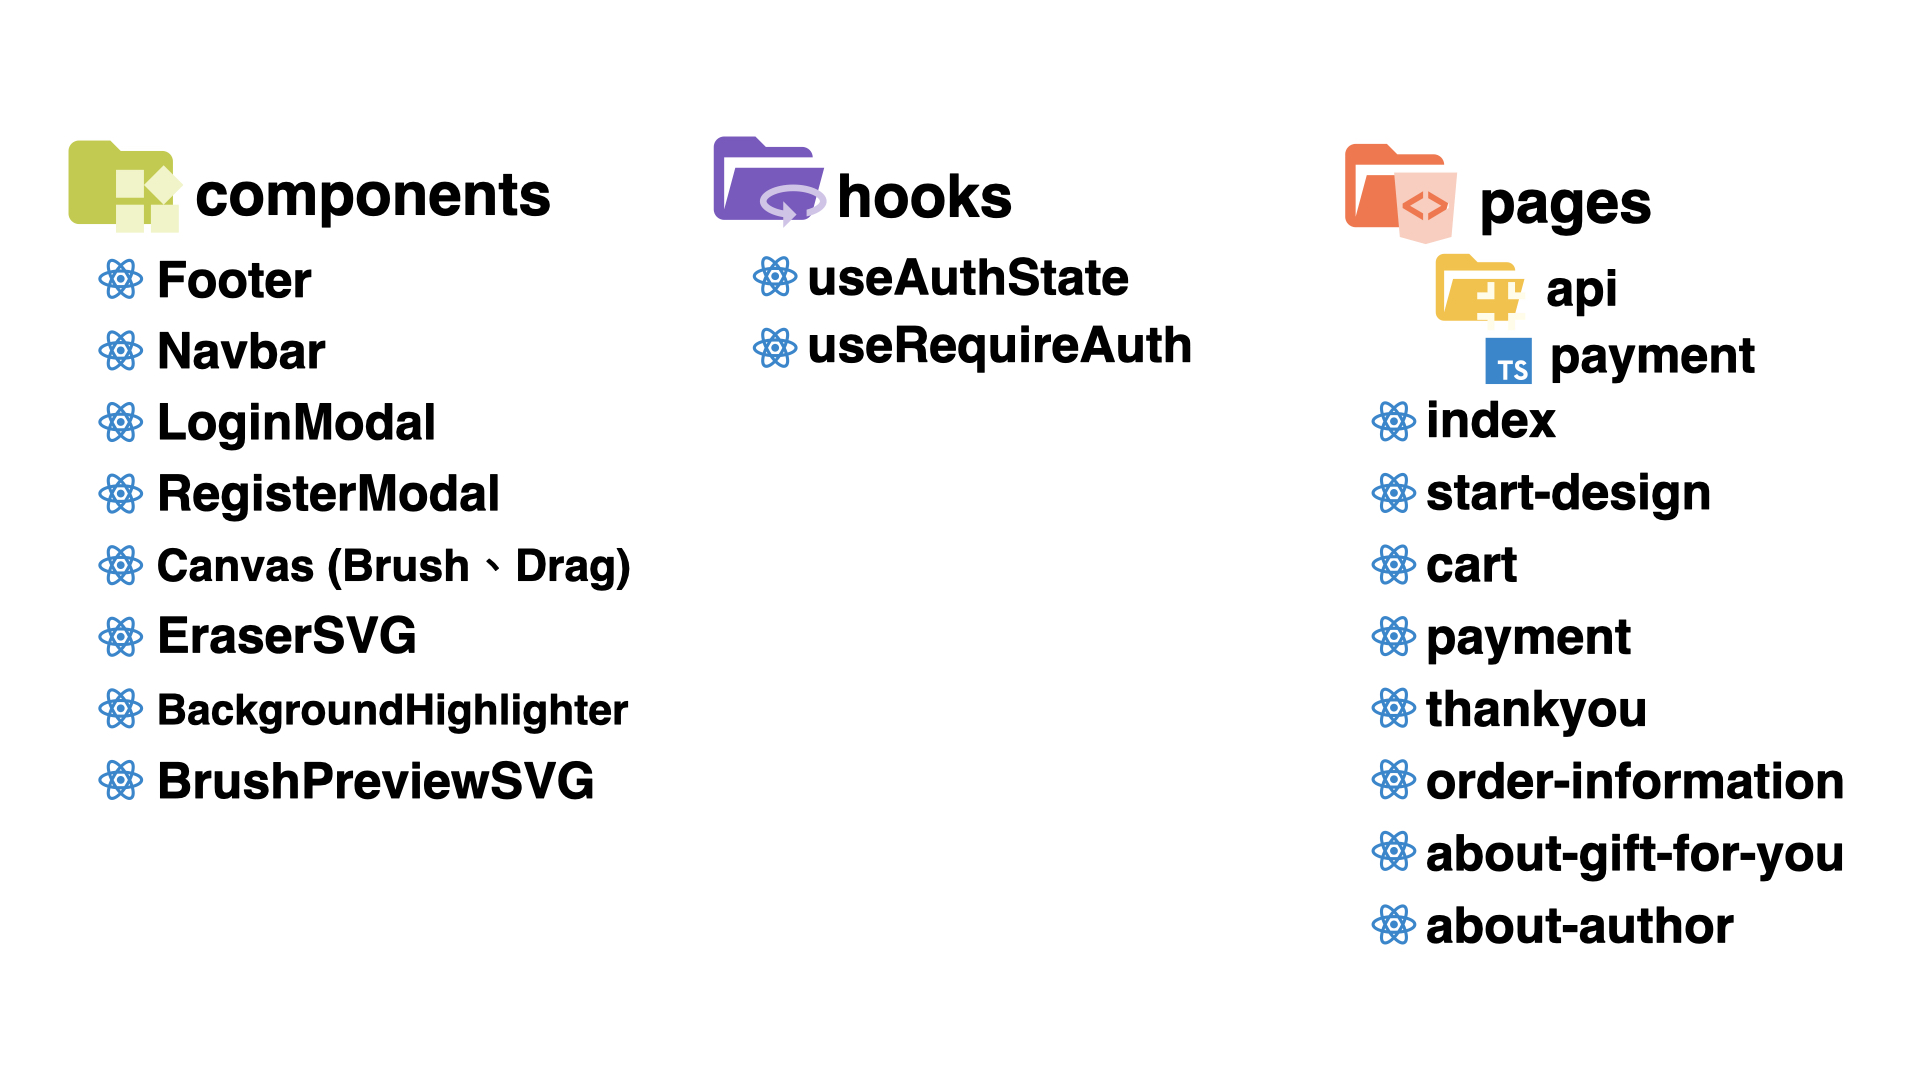 components
Footer
Navbar
LoginModal
RegisterModal
Canvas (Brush、Drag)
EraserSVG
BackgroundHighlighter
BrushPreviewSVG
hooks
useAuthState
useRequireAuth
pages
<>
api
TS payment
index
start-design
cart
payment
thankyou
order-information
about-gift-for-you
about-author